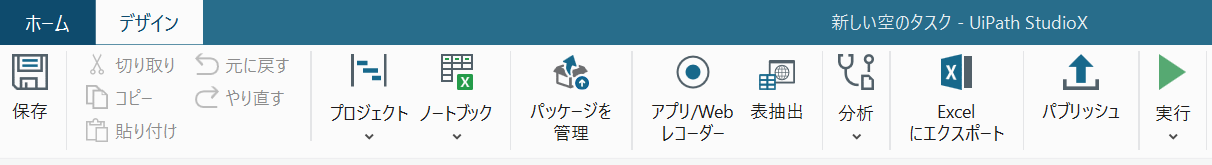 ホーム デザイン 新しい空のタスク - UiPath StudioX
保存
切り取り
コピー
貼り付け
元に戻す
やり直す
プロジェクト
ノートブック
パッケージを
管理
アプリ/Web
レコーダー
表抽出
分析
Excel
にエクスポート
パブリッシュ
実行